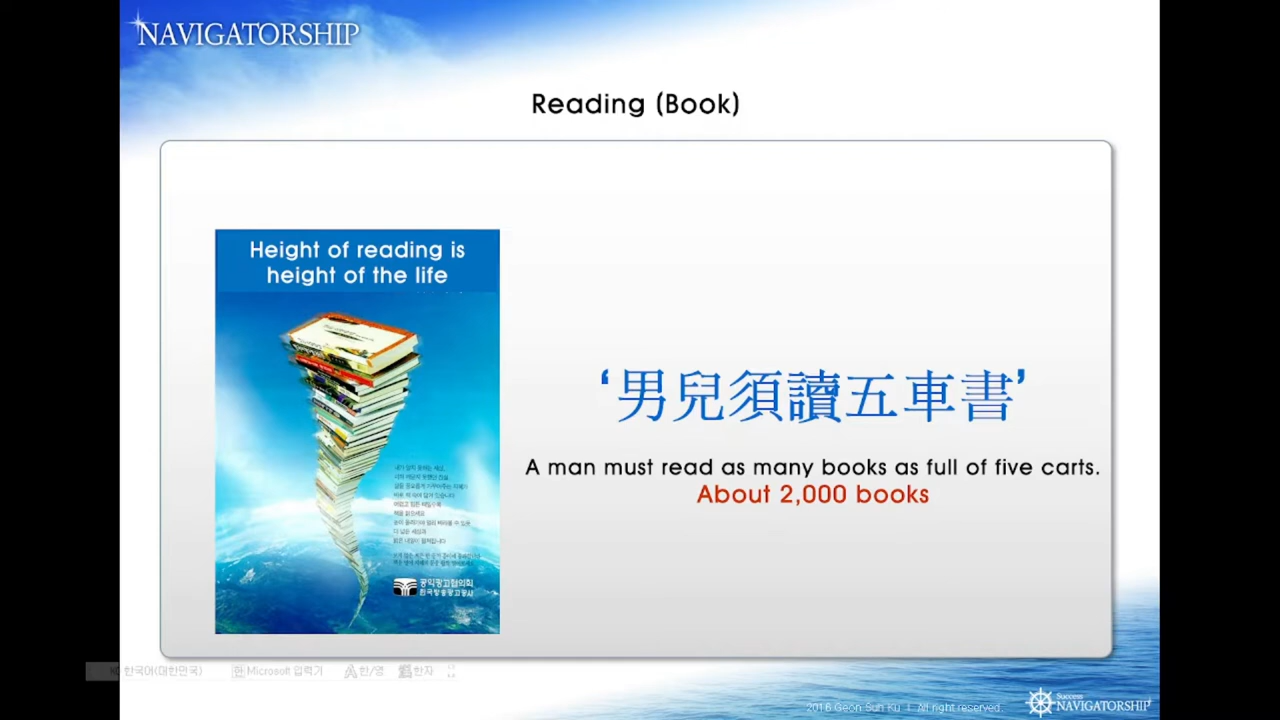 NAVIGATORSHIP
Reading (Book)
Height of reading is
height of the life
‘男兒須讀五車書’
A man must read as many books as full of five carts.
About 2,000 books
공익광고협의회
한국방송광고공사
한국어(대한민국) Microsoft 입력기 한/영 한자
2016 Geon Suh Ku | All right reserved.
Success
NAVIGATORSHIP